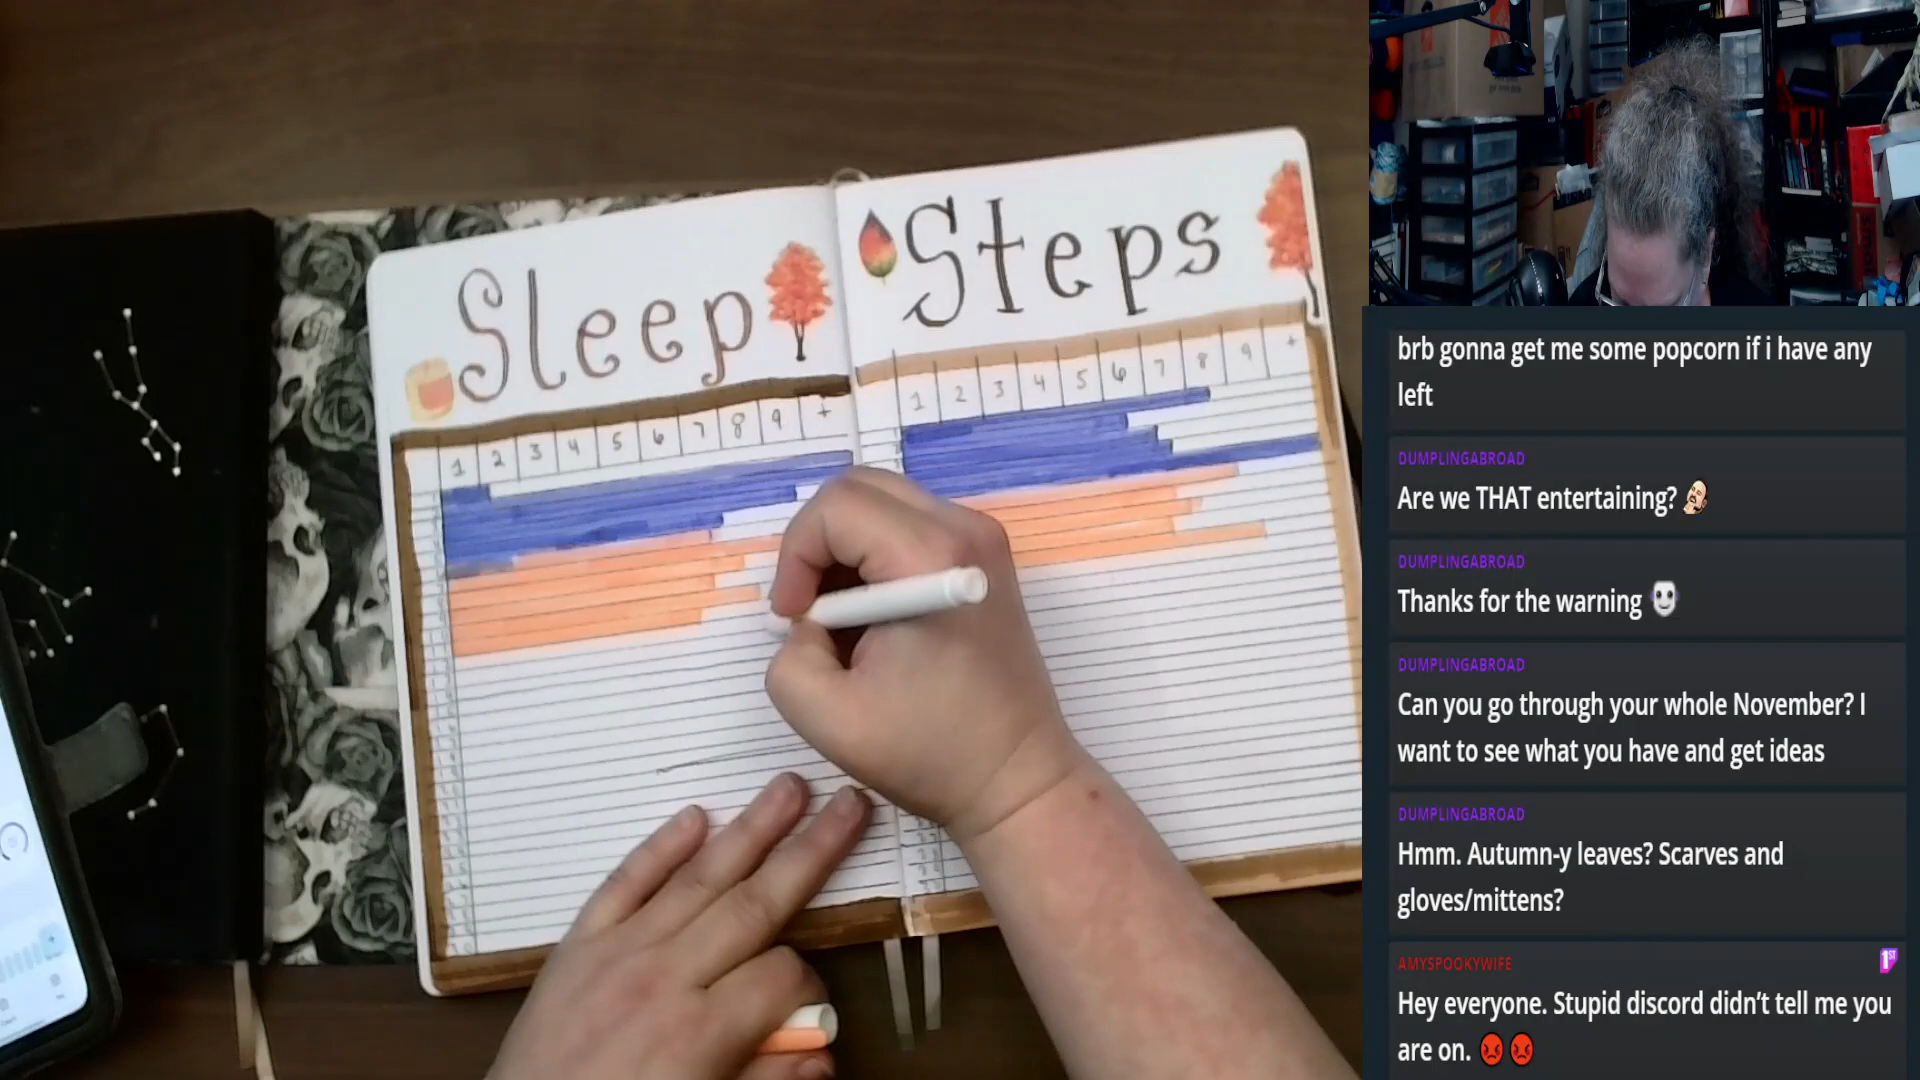 Sleep
Steps
1 2 3 4 5 6 7 8 9 +
1 2 3 4 5 6 7 8 9 +
brb gonna get me some popcorn if i have any
left
DUMPLINGABROAD
Are we THAT entertaining?
DUMPLINGABROAD
Thanks for the warning
DUMPLINGABROAD
Can you go through your whole November? I
want to see what you have and get ideas
DUMPLINGABROAD
Hmm. Autumn-y leaves? Scarves and
gloves/mittens?
AMYSPOOKYWIFE
1ST
Hey everyone. Stupid discord didn’t tell me you
are on.